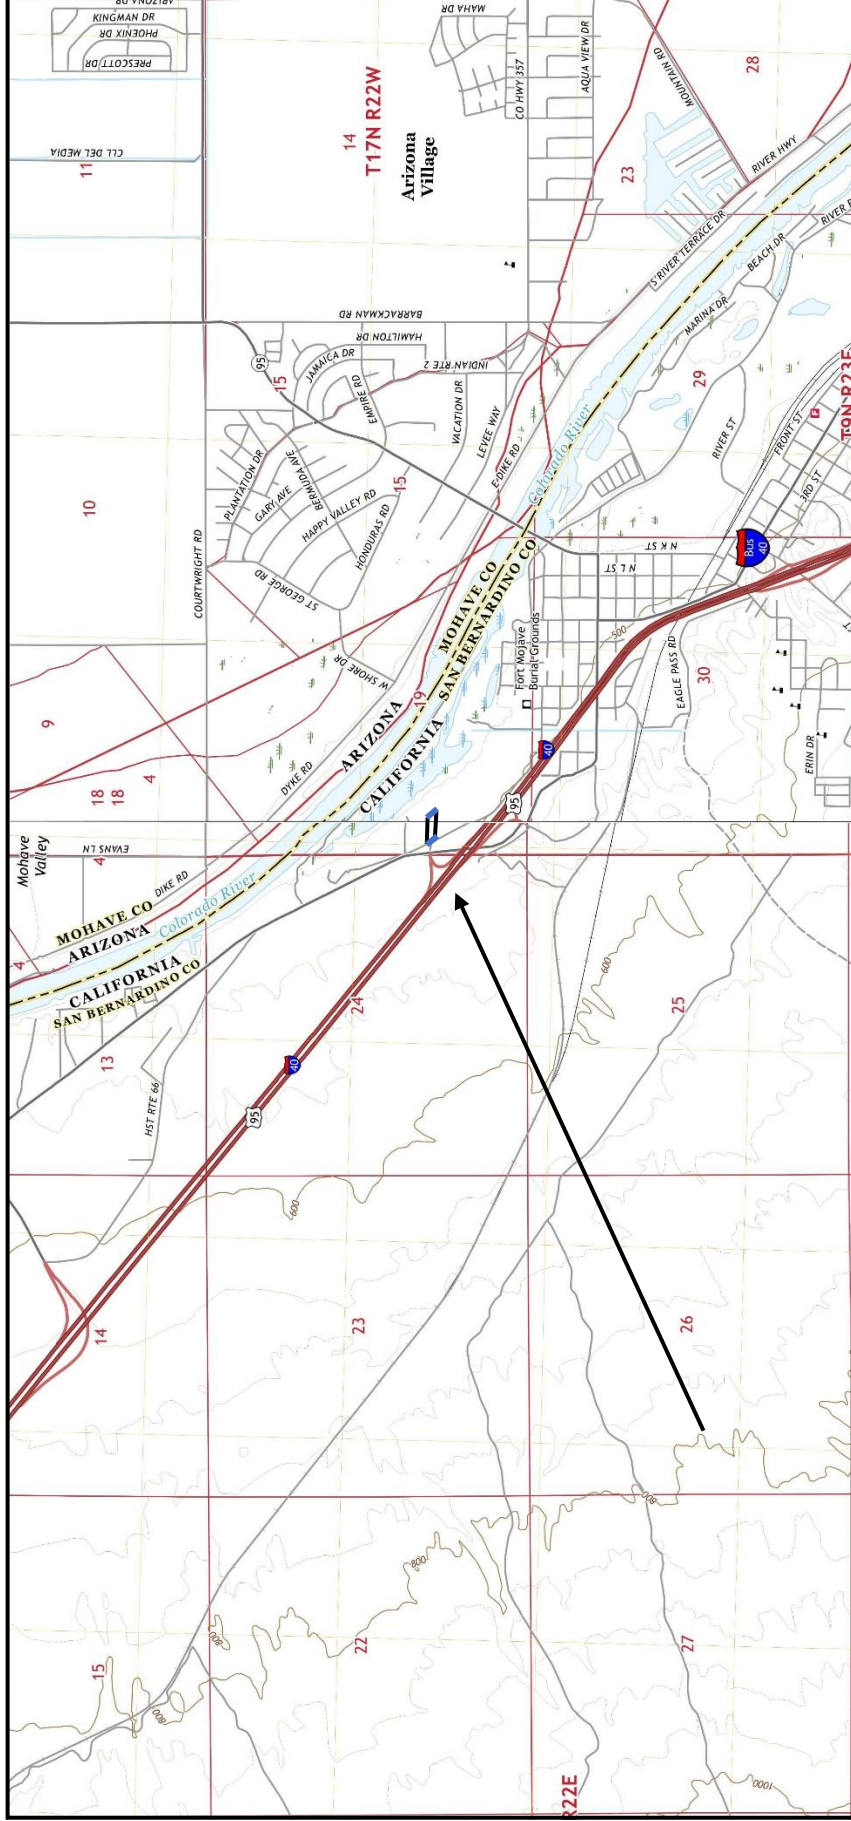 ARIZONA DR
KINGMAN DR
PHOENIX DR
PRESCOTT DR
MAHA DR
AQUA VIEW DR
CO HWY 357
MOUNTAIN RD
28
CLL DEL MEDIA
11
14
T17N R22W
Arizona
Village
23
RIVER HWY
S RIVER TERRACE DR
BEACH DR
RIVER R
MARINA DR
BARRACKMAN RD
HAMILTON DR
INDIAN RTE 2
95
JAMAICA DR
15
EMPIRE RD
VACATION DR
LEVEE WAY
E DIKE RD
Colorado River
29
RIVER ST
FRONT ST
F
T9N R23E
3RD ST
PLANTATION DR
GARY AVE
BERMUDA AVE
HAPPY VALLEY RD
HONDURAS RD
15
10
COURTWRIGHT RD
ST GEORGE RD
W SHORE DR
MOHAVE CO
SAN BERNARDINO CO
N K ST
N L ST
Bus
40
Fort Mojave
Burial Grounds
500
EAGLE PASS RD
30
ERIN DR
9
18
18
4
19
ARIZONA
CALIFORNIA
DYKE RD
40
95
Mohave
Valley
EVANS LN
4
DIKE RD
4
MOHAVE CO
ARIZONA
Colorado River
CALIFORNIA
SAN BERNARDINO CO
13
24
600
25
HST RTE 66
40
95
600
14
23
26
800
800
22
27
15
800
800
1000
R22E